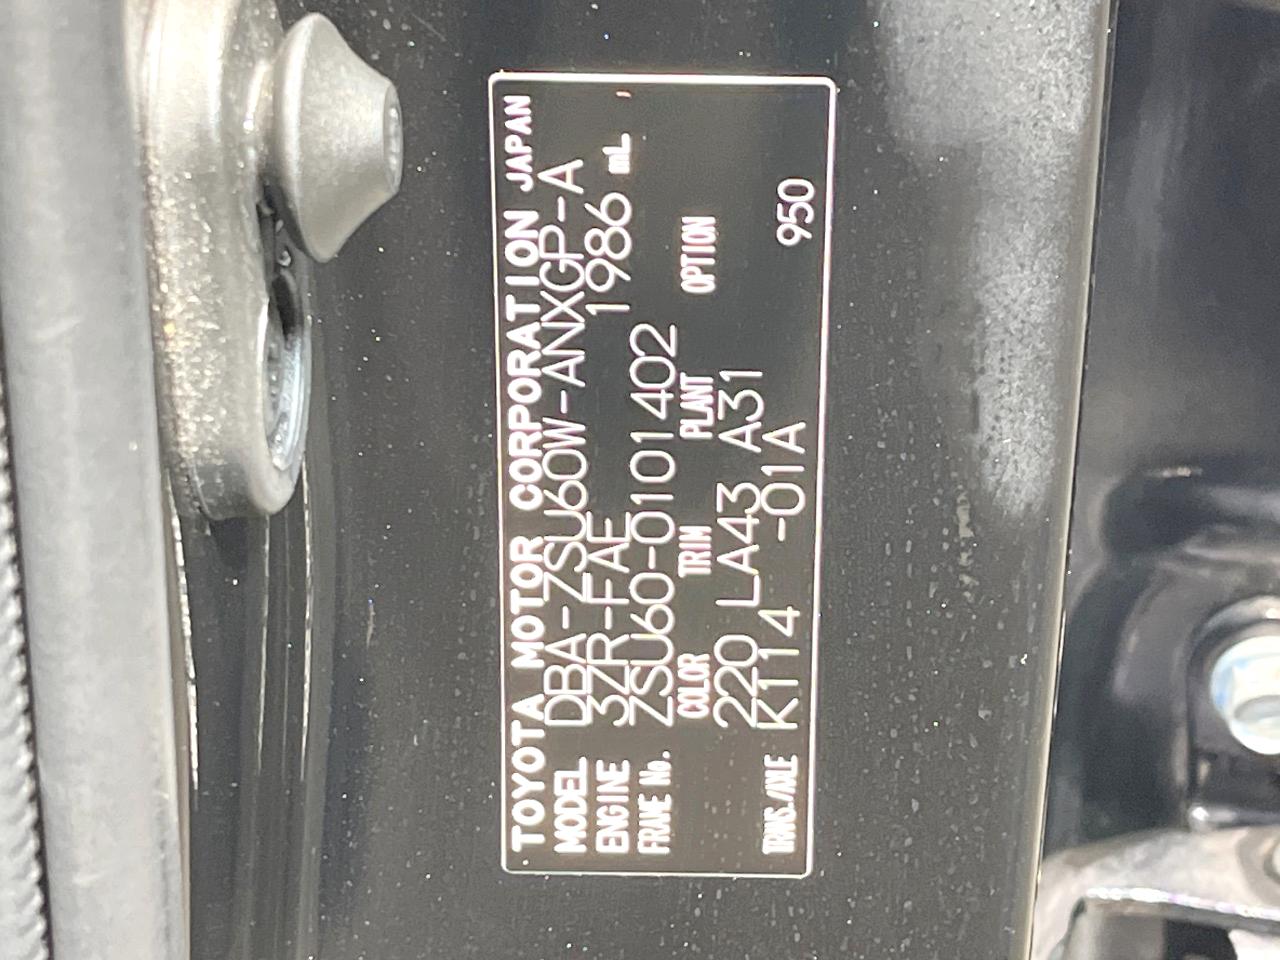 TOYOTA MOTOR CORPORATION JAPAN
MODEL DBA-ZSU60W-ANXGP-A
ENGINE 3ZR-FAE 1986 mL
FRAME No. ZSU60-0101402
COLOR TRIM PLANT OPTION
220 LA43 A31
TRNS./AXLE K114 -01A 950